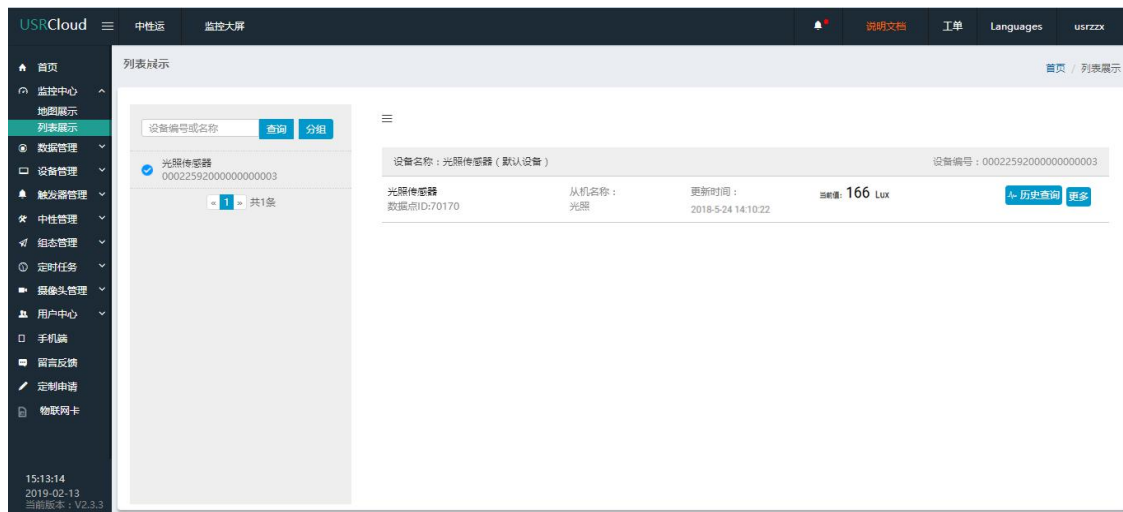 USRCloud 中性运 监控大屏 说明文档 工单 Languages usrzzx
首页
监控中心
地图展示
列表展示
数据管理
设备管理
触发器管理
中性管理
组态管理
定时任务
摄像头管理
用户中心
手机端
留言反馈
定制申请
物联网卡
15:13:14
2019-02-13
当前版本：V2.3.3
列表展示
首页 / 列表展示
设备编号或名称 查询 分组
光照传感器
00022592000000000003
« 1 » 共1条
设备名称：光照传感器（默认设备） 设备编号：00022592000000000003
光照传感器 从机名称： 更新时间： 当前值: 166 Lux 历史查询 更多
数据点ID:70170 光照 2018-5-24 14:10:22